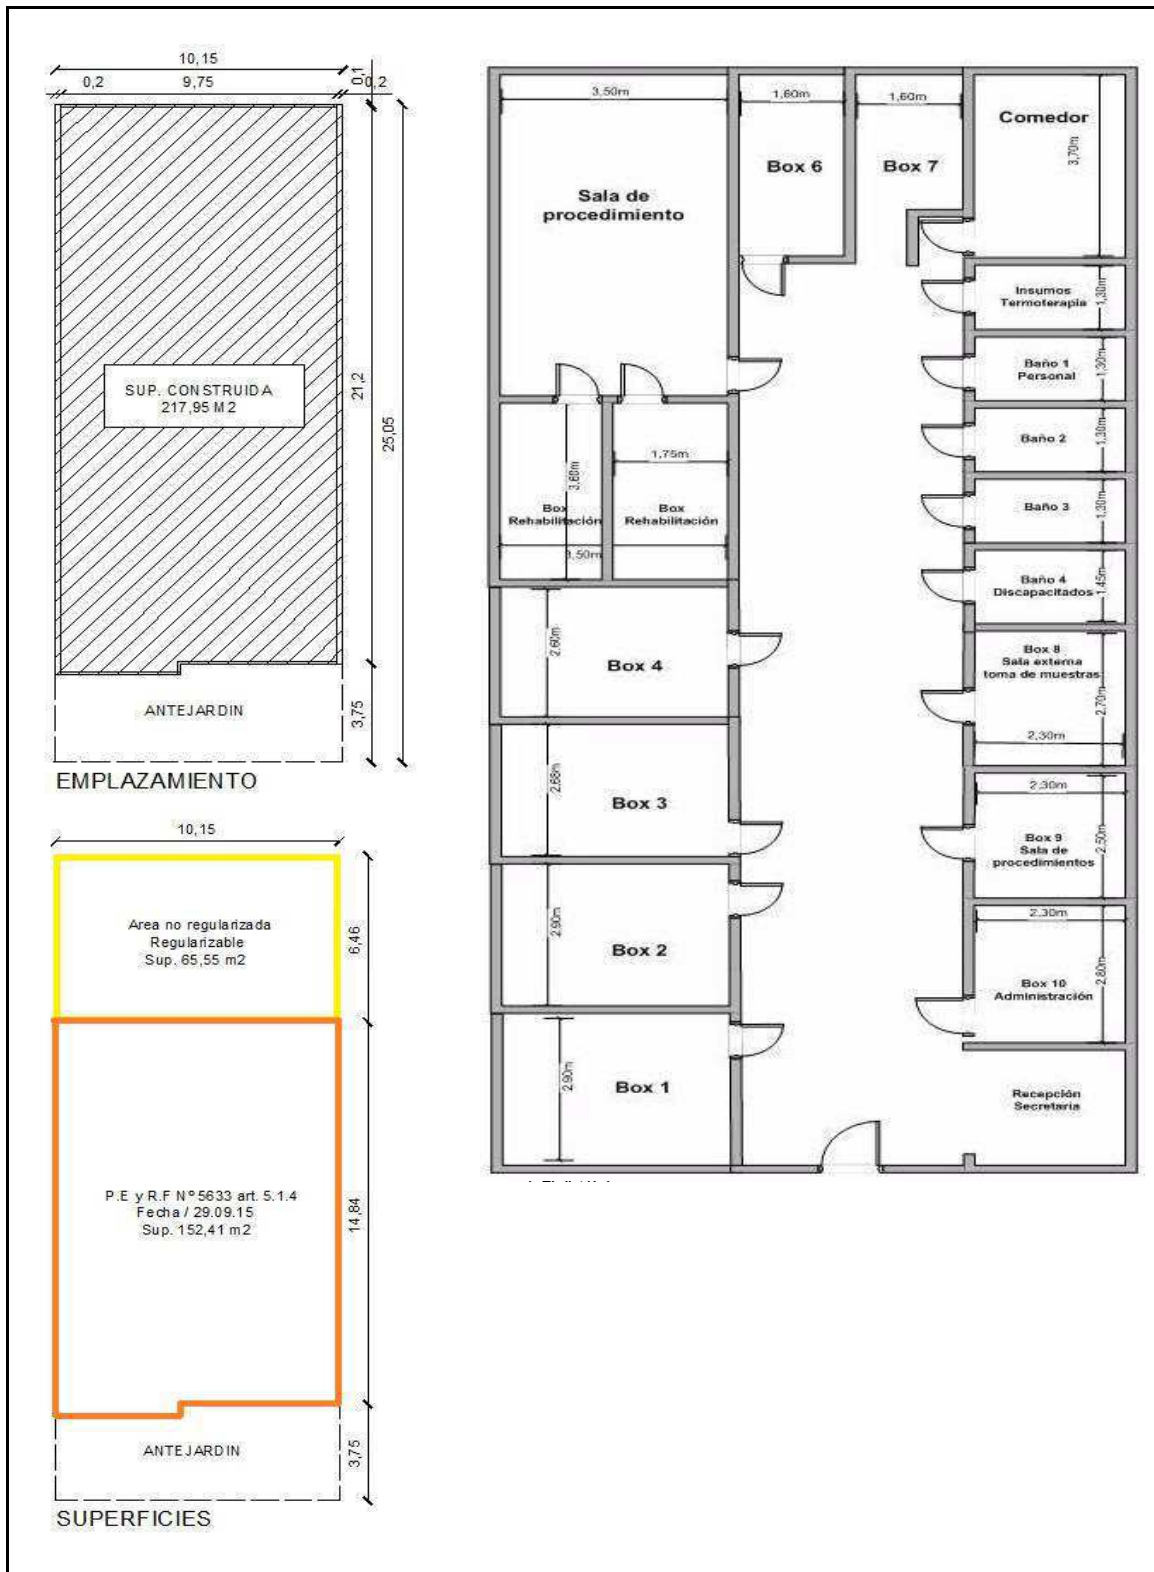 10,15
0,2
9,75
0,1
0,2
SUP. CONSTRUIDA
217,95 M2
21,2
25,05
ANTEJARDIN
3,75
EMPLAZAMIENTO
10,15
Area no regularizada
Regularizable
Sup. 65,55 m2
6,46
P.E y R.F Nº 5633 art. 5.1.4
Fecha / 29.09.15
Sup. 152,41 m2
14,84
ANTEJARDIN
3,75
SUPERFICIES
3,50m
1,60m
1,60m
Comedor
3,70m
Box 6
Box 7
Sala de
procedimiento
Insumos
Termoterapia
1,30m
Baño 1
Personal
1,30m
Baño 2
1,30m
Baño 3
1,30m
Baño 4
Discapacitados
1,45m
3,60m
1,75m
Box
Rehabilitación
Box
Rehabilitación
3,50m
2,60m
Box 4
Box 8
Sala externa
toma de muestras
2,70m
2,30m
2,68m
Box 3
2,30m
Box 9
Sala de
procedimientos
2,50m
2,90m
Box 2
2,30m
Box 10
Administración
2,80m
2,90m
Box 1
Recepción
Secretaria